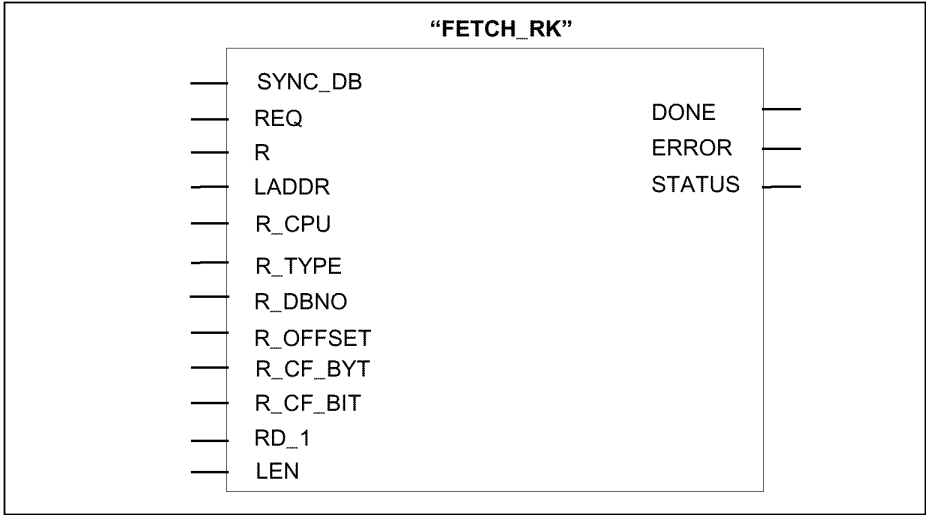 “FETCH_RK”
SYNC_DB
REQ
R
LADDR
R_CPU
R_TYPE
R_DBNO
R_OFFSET
R_CF_BYT
R_CF_BIT
RD_1
LEN
DONE
ERROR
STATUS